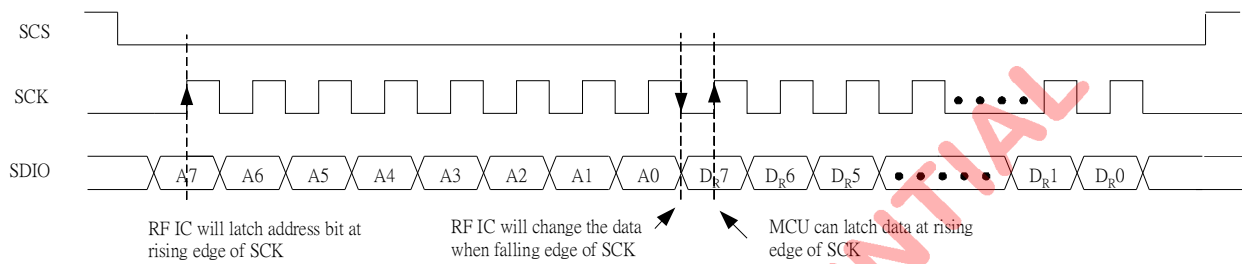 SCS
SCK
SDIO
A7 A6 A5 A4 A3 A2 A1 A0 DR7 DR6 DR5 DR1 DR0
RF IC will latch address bit at
rising edge of SCK
RF IC will change the data
when falling edge of SCK
MCU can latch data at rising
edge of SCK
NTIAL